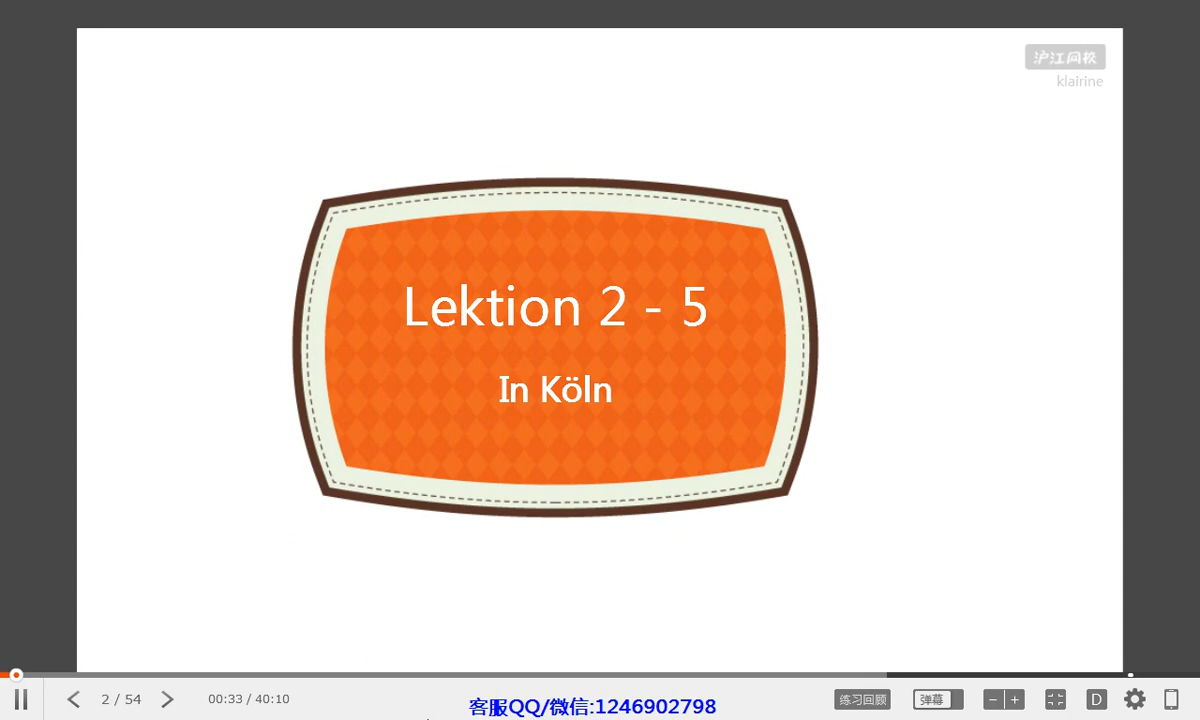 沪江网校
klairine
Lektion 2 - 5
In Köln
2 / 54
00:33 / 40:10
客服QQ/微信:1246902798
练习回顾
弹幕
− +
D